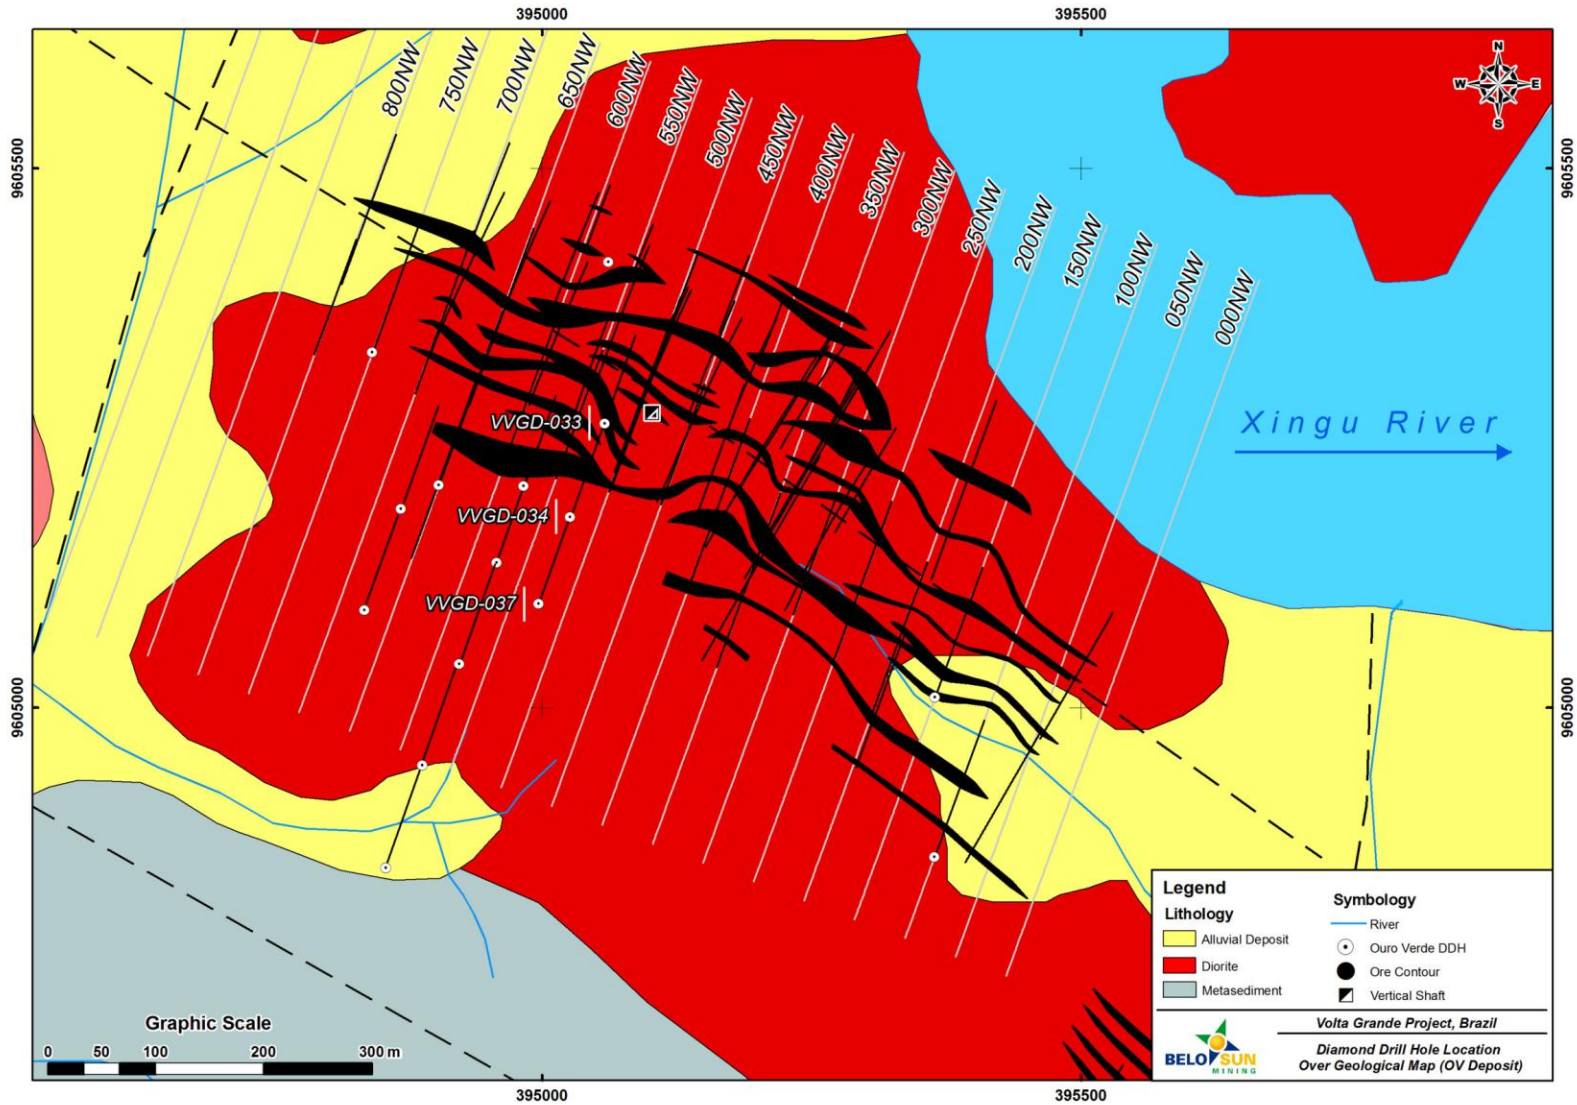 395000
395500
N
W
E
S
800NW
750NW
700NW
650NW
600NW
550NW
500NW
450NW
400NW
350NW
300NW
250NW
200NW
150NW
100NW
050NW
000NW
9605500
9605500
VVGD-033
VVGD-034
VVGD-037
Xingu River
9605000
9605000
Legend
Lithology
Alluvial Deposit
Diorite
Metasediment
Symbology
River
Ouro Verde DDH
Ore Contour
Vertical Shaft
BELO SUN
MINING
Volta Grande Project, Brazil
Diamond Drill Hole Location
Over Geological Map (OV Deposit)
Graphic Scale
0 50 100 200 300 m
395000
395500